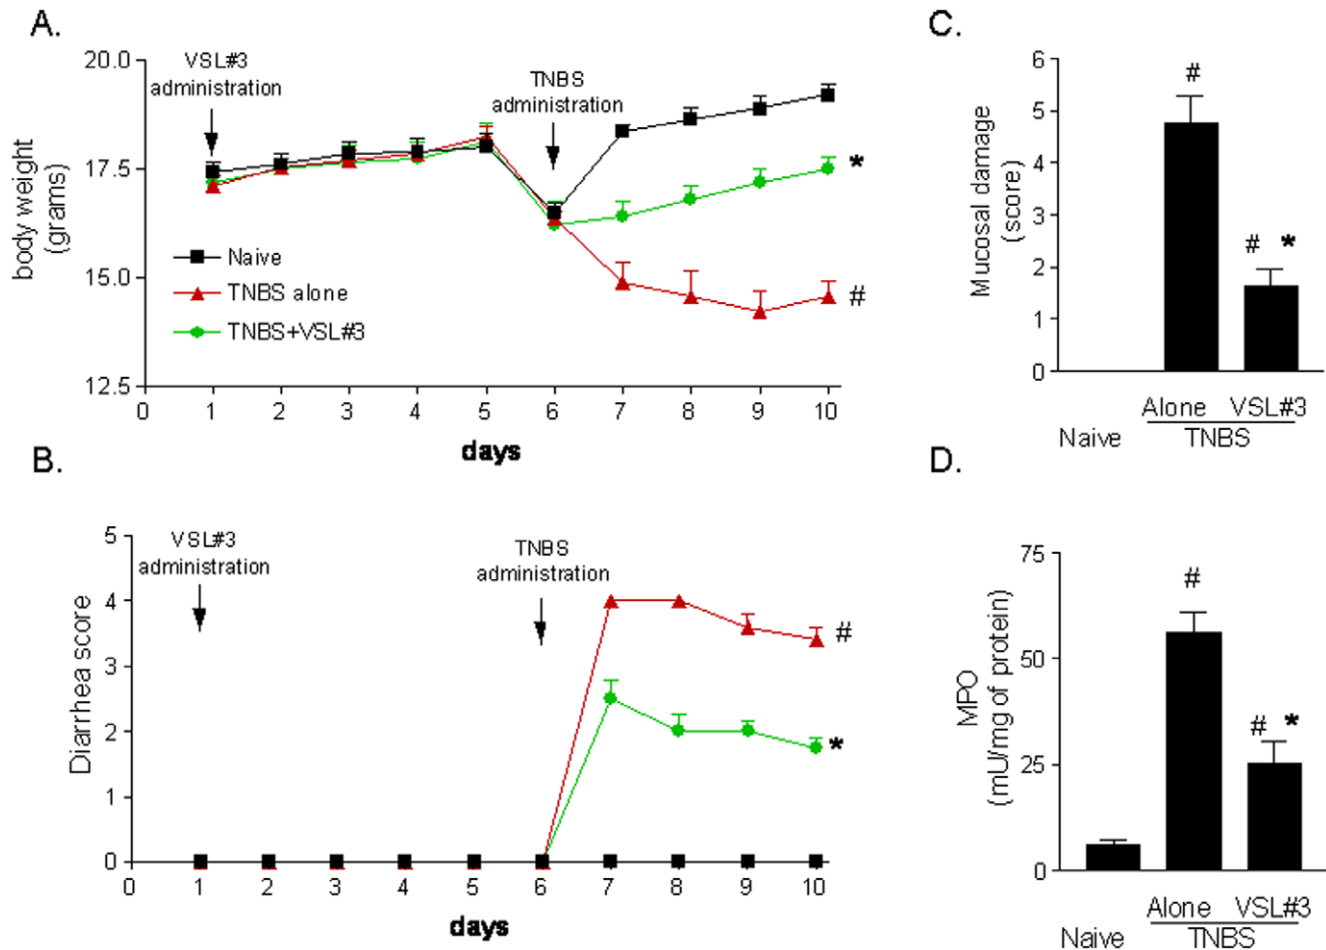 A.
VSL#3
administration
TNBS
administration
20.0
17.5
15.0
12.5
body weight
(grams)
Naive
TNBS alone
TNBS+VSL#3
*
#
0 1 2 3 4 5 6 7 8 9 10
days
B.
VSL#3
administration
TNBS
administration
5
4
3
2
1
0
Diarrhea score
#
*
0 1 2 3 4 5 6 7 8 9 10
days
C.
6
5
4
3
2
1
0
Mucosal damage
(score)
#
# *
Alone VSL#3
Naive TNBS
D.
75
50
25
0
MPO
(mU/mg of protein)
#
# *
Alone VSL#3
Naive TNBS